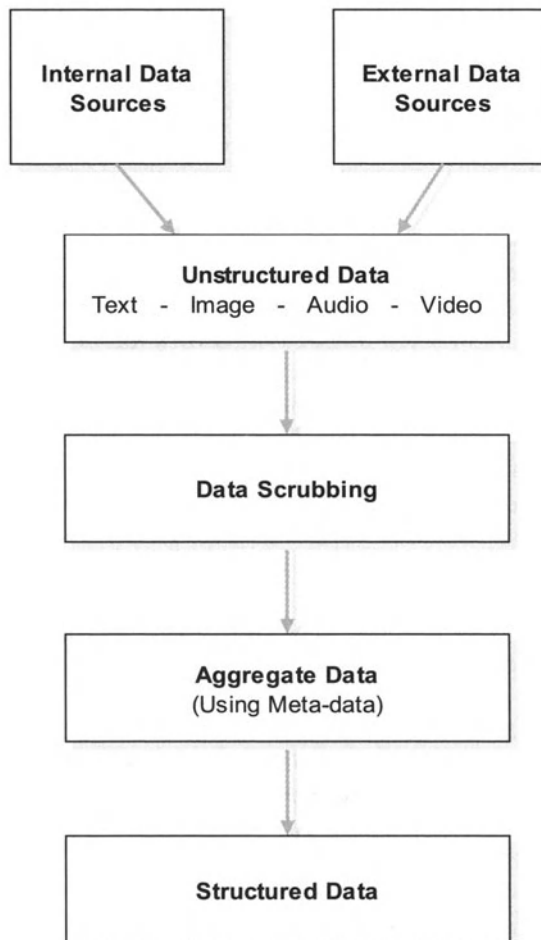 Internal Data
Sources
External Data
Sources
Unstructured Data
Text - Image - Audio - Video
Data Scrubbing
Aggregate Data
(Using Meta-data)
Structured Data